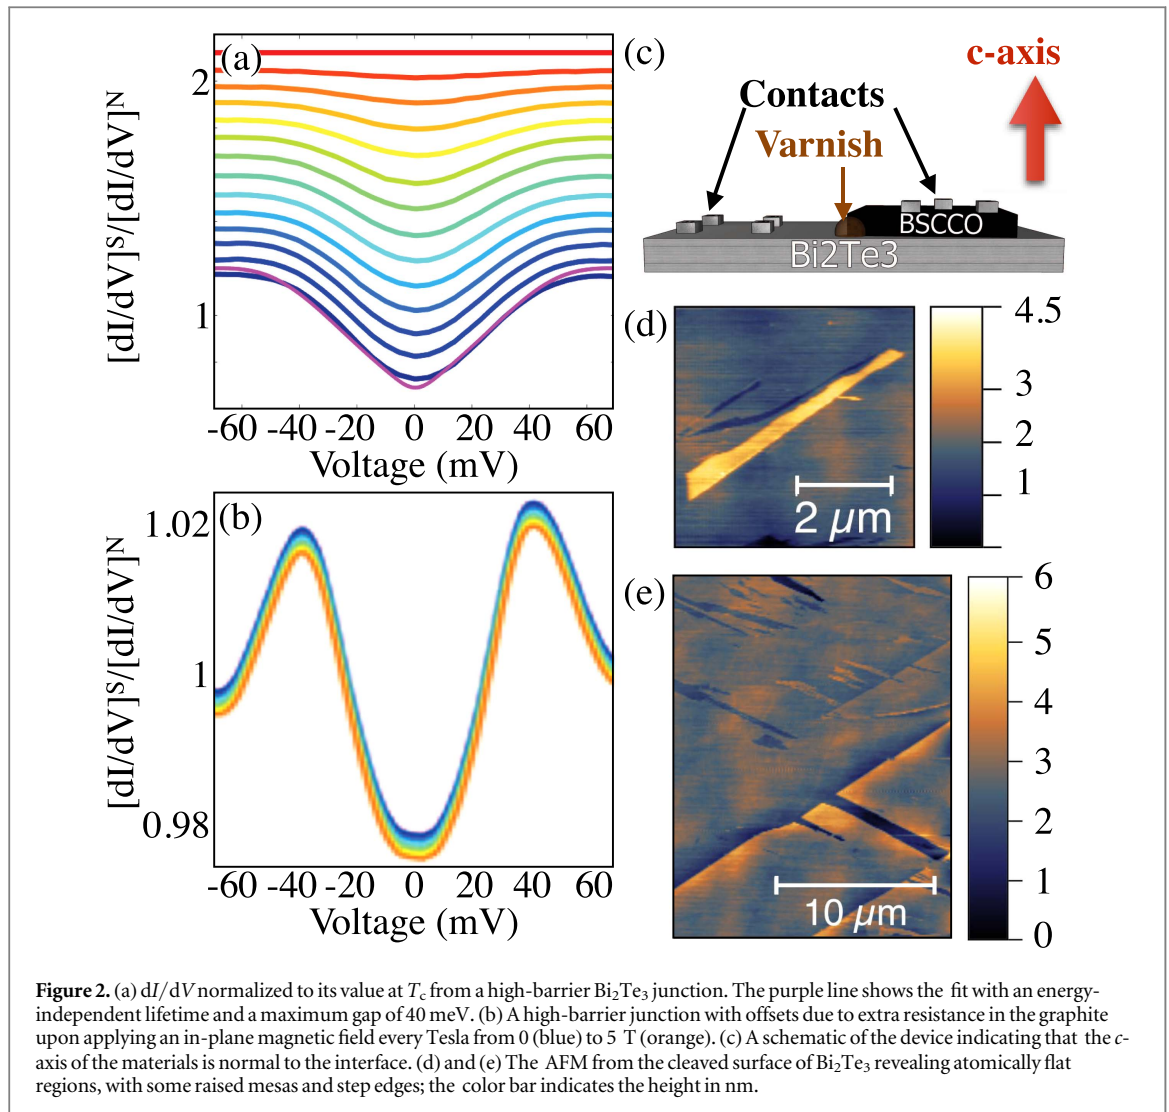 (a)
2
1
[dI/dV]S/[dI/dV]N
-60 -40 -20 0 20 40 60
Voltage (mV)
(b)
1.02
1
0.98
[dI/dV]S/[dI/dV]N
-60 -40 -20 0 20 40 60
Voltage (mV)
(c)
c-axis
Contacts
Varnish
BSCCO
Bi2Te3
(d)
2 µm
4.5
3
2
1
(e)
10 µm
6
5
4
3
2
1
0
Figure 2. (a) dI/dV normalized to its value at Tc from a high-barrier Bi₂Te₃ junction. The purple line shows the fit with an energy-
independent lifetime and a maximum gap of 40 meV. (b) A high-barrier junction with offsets due to extra resistance in the graphite
upon applying an in-plane magnetic field every Tesla from 0 (blue) to 5 T (orange). (c) A schematic of the device indicating that the c-
axis of the materials is normal to the interface. (d) and (e) The AFM from the cleaved surface of Bi₂Te₃ revealing atomically flat
regions, with some raised mesas and step edges; the color bar indicates the height in nm.